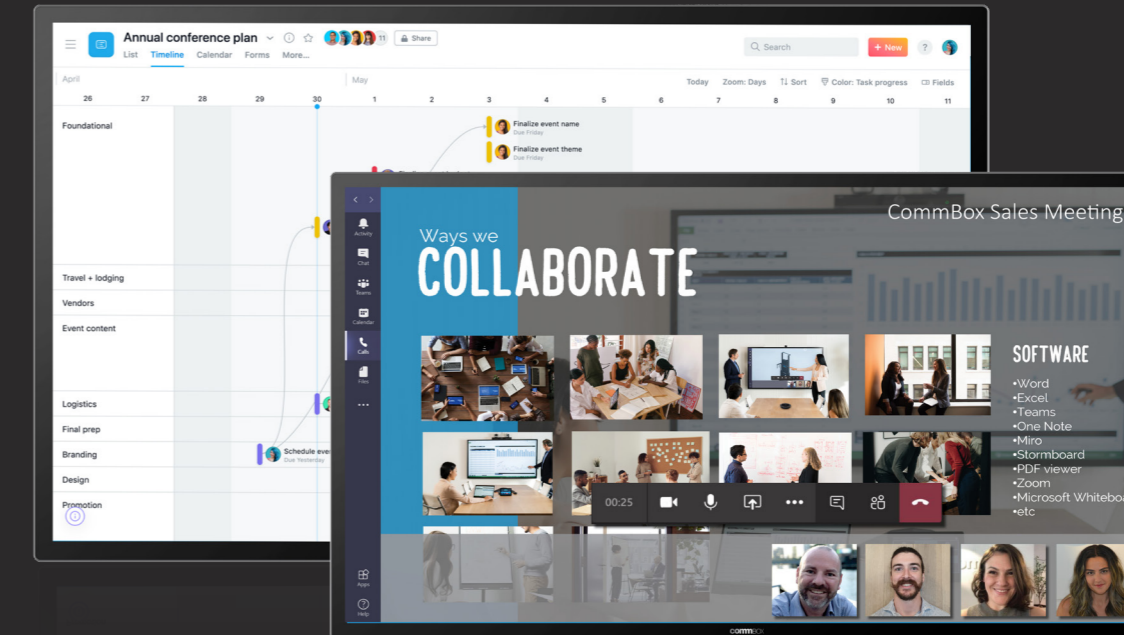 Annual conference plan
11
Share
List Timeline Calendar Forms More...
Search
+ New
?
April
May
Today Zoom: Days Sort Color: Task progress Fields
26 27 28 29 30 1 2 3 4 5 6 7 8 9 10 11
Foundational
Finalize event name
Due Friday
Finalize event theme
Due Friday
Travel + lodging
Vendors
Event content
Logistics
Final prep
Branding
Schedule eve
Due Yesterday
Design
Promotion
Activity
Chat
Teams
Calendar
Calls
Files
Apps
Help
CommBox Sales Meeting
Ways we
COLLABORATE
SOFTWARE
•Word
•Excel
•Teams
•One Note
•Miro
•Stormboard
•PDF viewer
•Zoom
•Microsoft Whiteboa
•etc
00:25
commbox